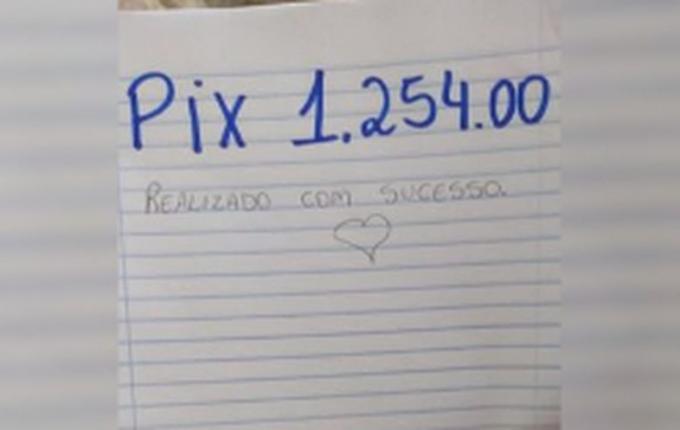 Pix 1.254.00
REALIZADO COM SUCESSO.